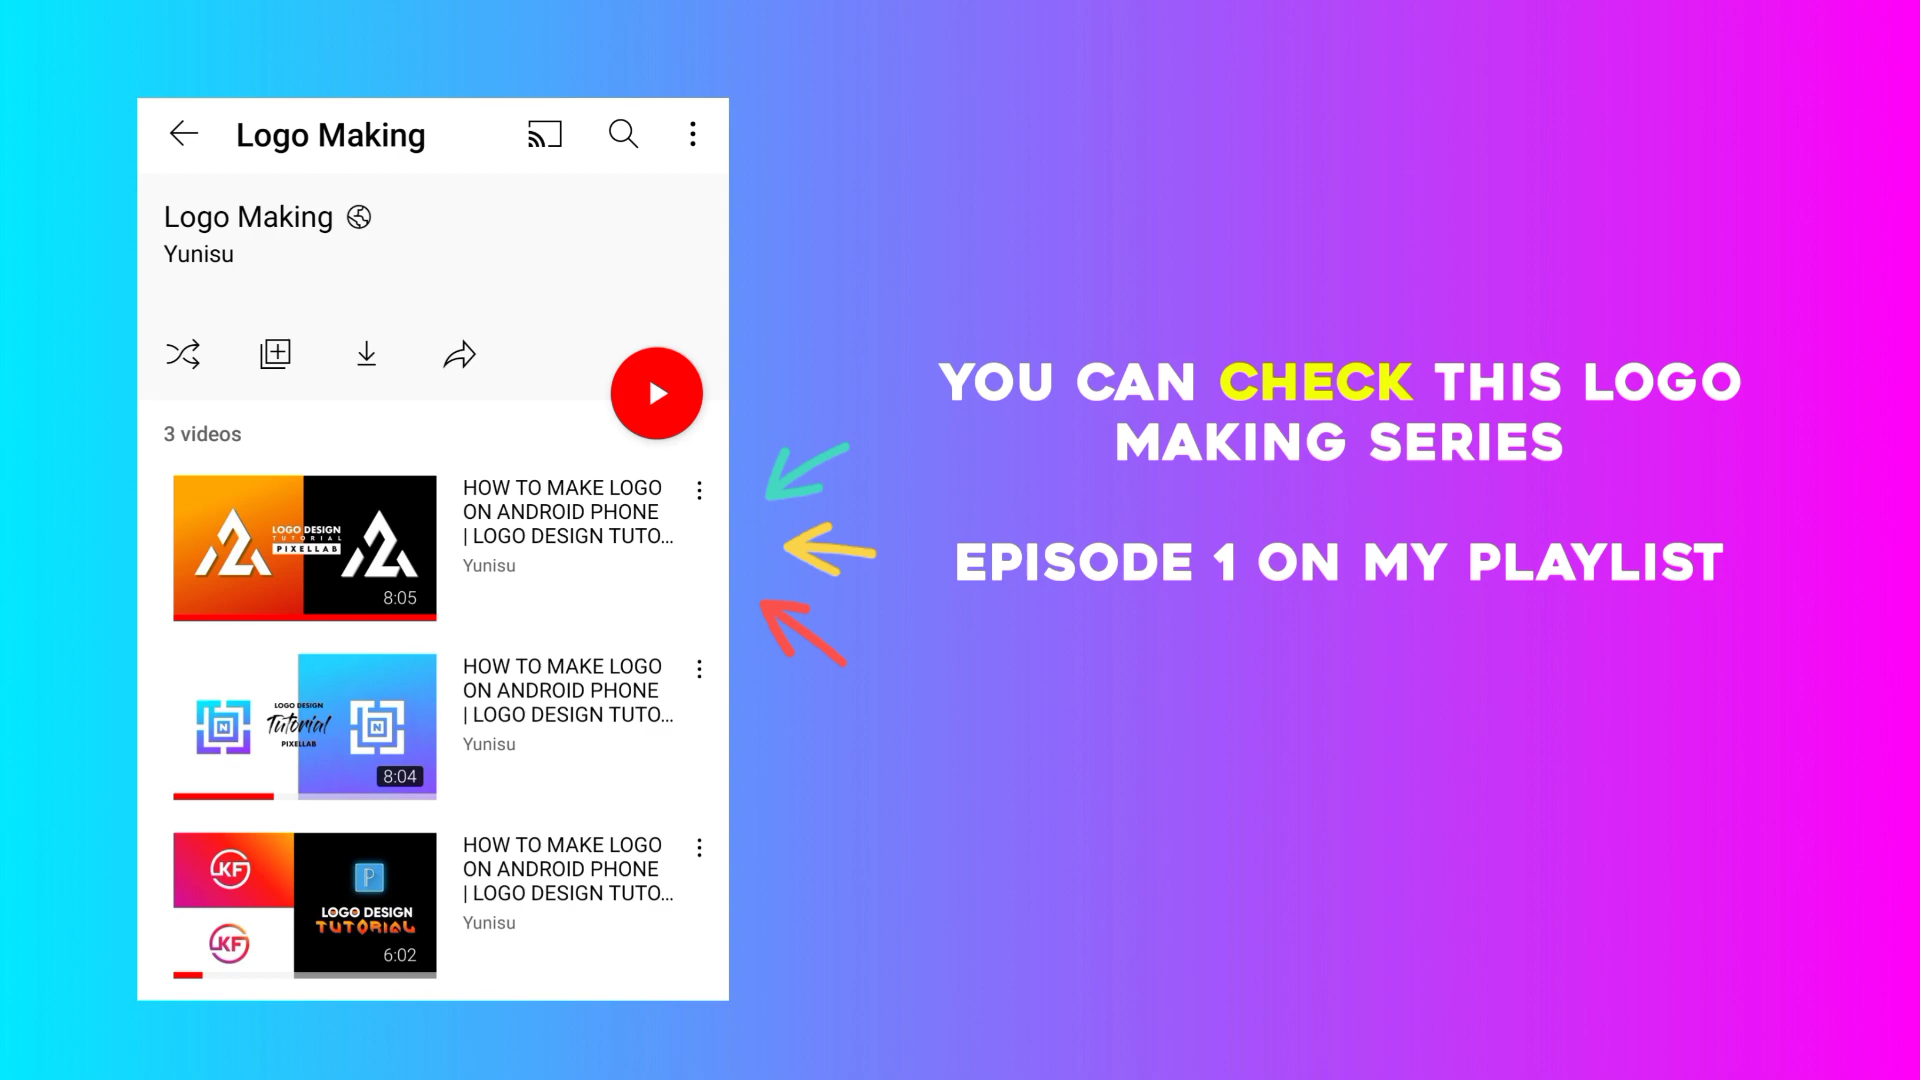 Logo Making
Logo Making
Yunisu
3 videos
LOGO DESIGN
TUTORIAL
PIXELLAB
8:05
HOW TO MAKE LOGO
ON ANDROID PHONE
| LOGO DESIGN TUTO...
Yunisu
LOGO DESIGN
Tutorial
PIXELLAB
N
N
8:04
HOW TO MAKE LOGO
ON ANDROID PHONE
| LOGO DESIGN TUTO...
Yunisu
KF
KF
P
LOGO DESIGN
TUTORIAL
6:02
HOW TO MAKE LOGO
ON ANDROID PHONE
| LOGO DESIGN TUTO...
Yunisu
YOU CAN CHECK THIS LOGO
MAKING SERIES
EPISODE 1 ON MY PLAYLIST